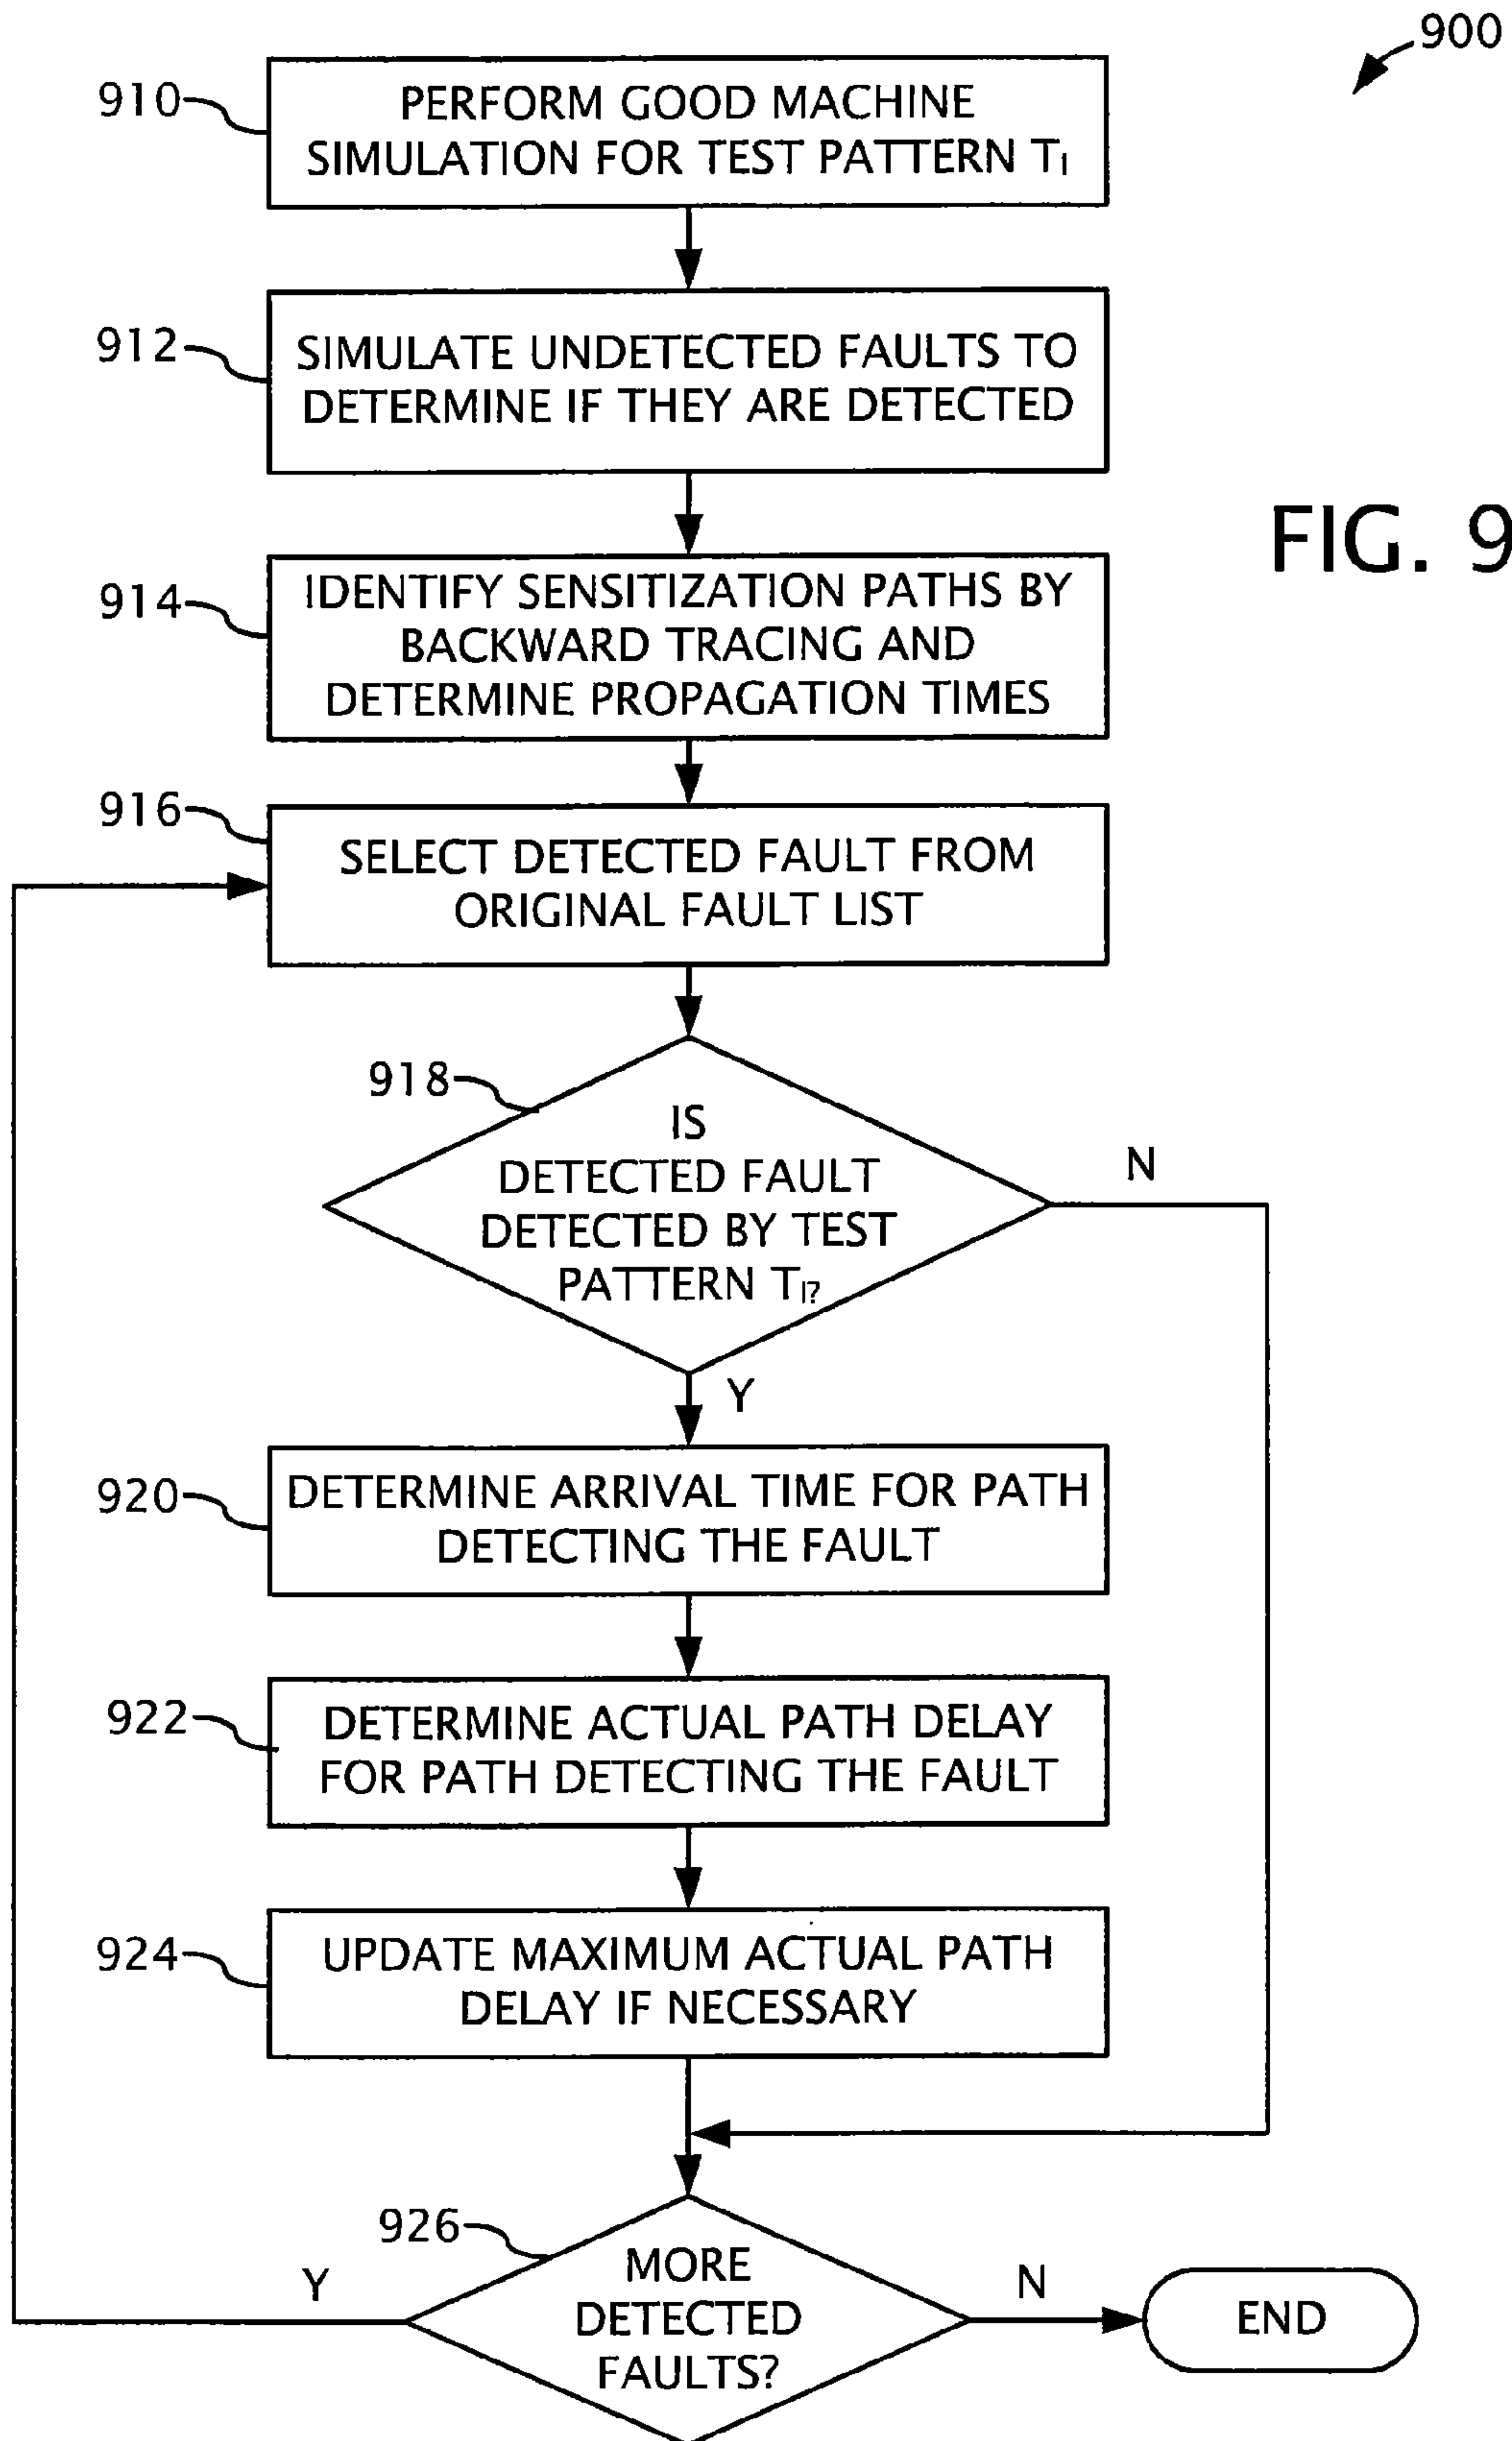 900
910
PERFORM GOOD MACHINE
SIMULATION FOR TEST PATTERN TI
912
SIMULATE UNDETECTED FAULTS TO
DETERMINE IF THEY ARE DETECTED
FIG. 9
914
IDENTIFY SENSITIZATION PATHS BY
BACKWARD TRACING AND
DETERMINE PROPAGATION TIMES
916
SELECT DETECTED FAULT FROM
ORIGINAL FAULT LIST
918
IS
DETECTED FAULT
DETECTED BY TEST
PATTERN TI?
N
Y
920
DETERMINE ARRIVAL TIME FOR PATH
DETECTING THE FAULT
922
DETERMINE ACTUAL PATH DELAY
FOR PATH DETECTING THE FAULT
924
UPDATE MAXIMUM ACTUAL PATH
DELAY IF NECESSARY
926
MORE
DETECTED
FAULTS?
Y
N
END